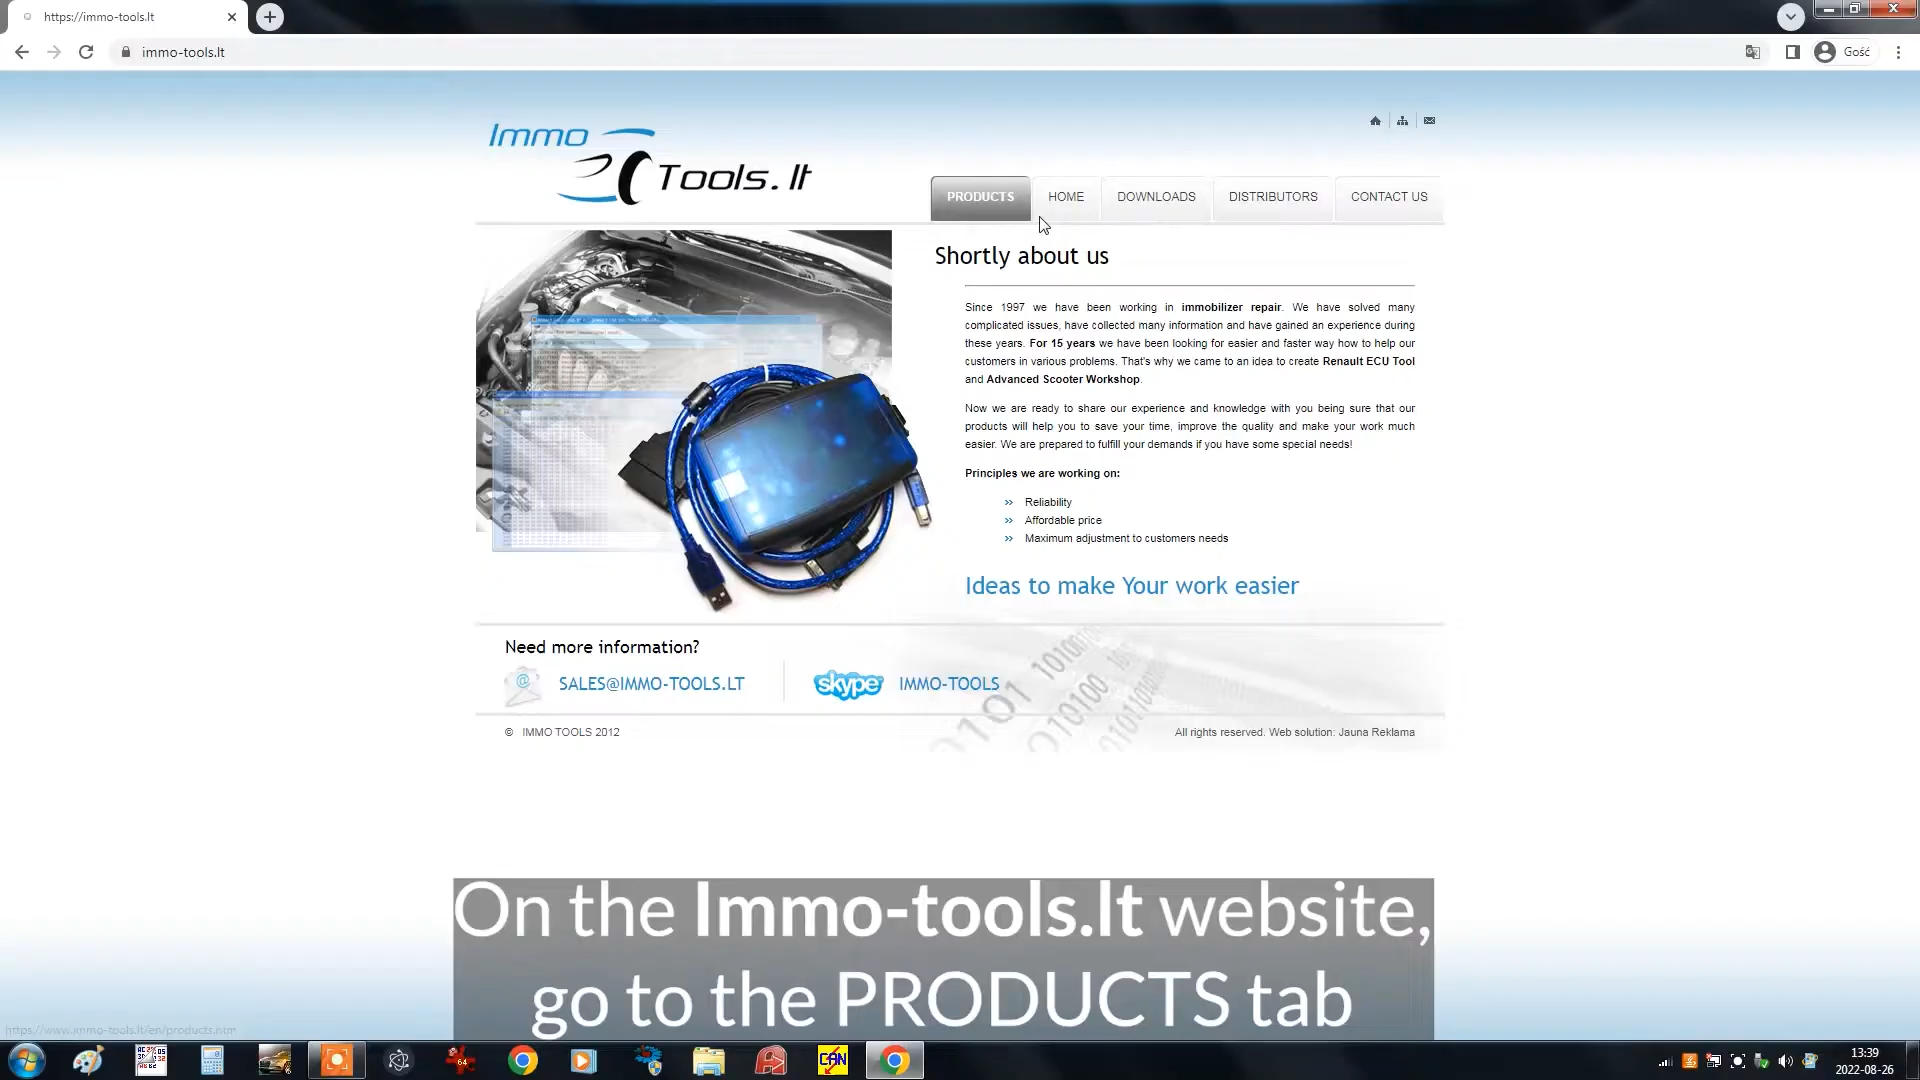 https://immo-tools.lt
immo-tools.lt
Gość
Immo
Tools.lt
PRODUCTS
HOME
DOWNLOADS
DISTRIBUTORS
CONTACT US
Shortly about us
Since 1997 we have been working in immobilizer repair. We have solved many
complicated issues, have collected many information and have gained an experience during
these years. For 15 years we have been looking for easier and faster way how to help our
customers in various problems. That's why we came to an idea to create Renault ECU Tool
and Advanced Scooter Workshop.
Now we are ready to share our experience and knowledge with you being sure that our
products will help you to save your time, improve the quality and make your work much
easier. We are prepared to fulfill your demands if you have some special needs!
Principles we are working on:
Reliability
Affordable price
Maximum adjustment to customers needs
Ideas to make Your work easier
Need more information?
SALES@IMMO-TOOLS.LT
skype
IMMO-TOOLS
© IMMO TOOLS 2012
All rights reserved. Web solution: Jauna Reklama
On the Immo-tools.lt website,
go to the PRODUCTS tab
https://www.immo-tools.lt/en/products.htm
64
CAN
13:39
2022-08-26